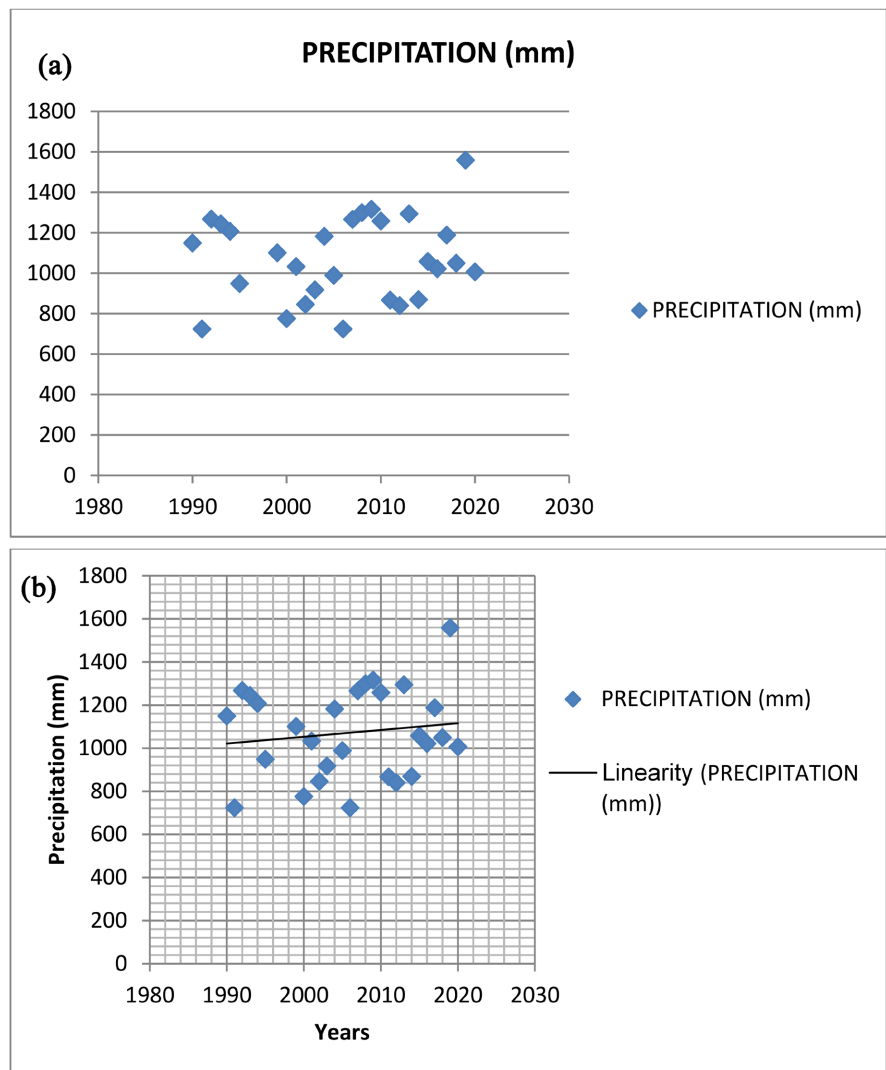 (a)
PRECIPITATION (mm)
1800
1600
1400
1200
1000
800
600
400
200
0
1980 1990 2000 2010 2020 2030
PRECIPITATION (mm)
(b)
Precipitation (mm)
1800
1600
1400
1200
1000
800
600
400
200
0
1980 1990 2000 2010 2020 2030
Years
PRECIPITATION (mm)
Linearity (PRECIPITATION
(mm))